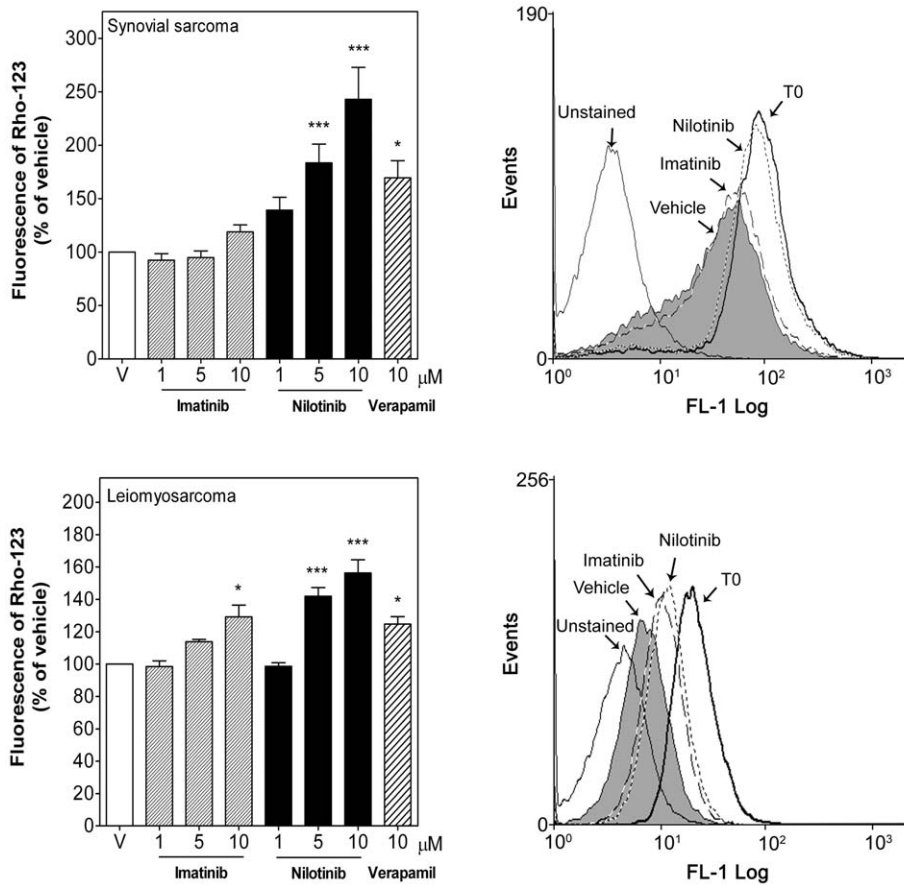 Synovial sarcoma
Fluorescence of Rho-123
(% of vehicle)
300
250
200
150
100
50
0
***
***
*
V 1 5 10 1 5 10 10 μM
Imatinib Nilotinib Verapamil
190
Events
0
Unstained
T0
Nilotinib
Imatinib
Vehicle
10⁰ 10¹ 10² 10³
FL-1 Log
Leiomyosarcoma
Fluorescence of Rho-123
(% of vehicle)
200
180
160
140
120
100
80
60
40
20
0
*
***
***
*
V 1 5 10 1 5 10 10 μM
Imatinib Nilotinib Verapamil
256
Events
0
Nilotinib
Imatinib
Vehicle
T0
Unstained
10⁰ 10¹ 10² 10³
FL-1 Log